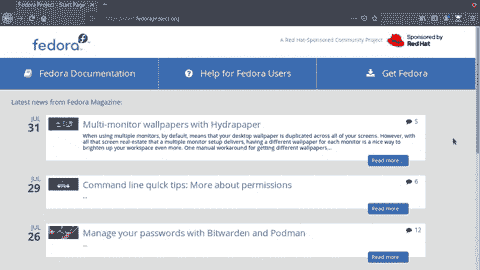 Fedora Project - Start Page
fedoraproject.org
fedora
A Red Hat-Sponsored Community Project
Sponsored by
Red Hat
Fedora Documentation
Help for Fedora Users
Get Fedora
Latest news from Fedora Magazine:
JUL
31
Multi-monitor wallpapers with Hydrapaper
5
When using multiple monitors, by default, means that your desktop wallpaper is duplicated across all of your screens. However, with
all that screen real-estate that a multiple monitor setup delivers, having a different wallpaper for each monitor is a nice way to
brighten up your workspace even more. One manual workaround for getting different wallpapers...
Read more...
JUL
29
Command line quick tips: More about permissions
6
...
Read more...
JUL
26
Manage your passwords with Bitwarden and Podman
12
...
Read more...